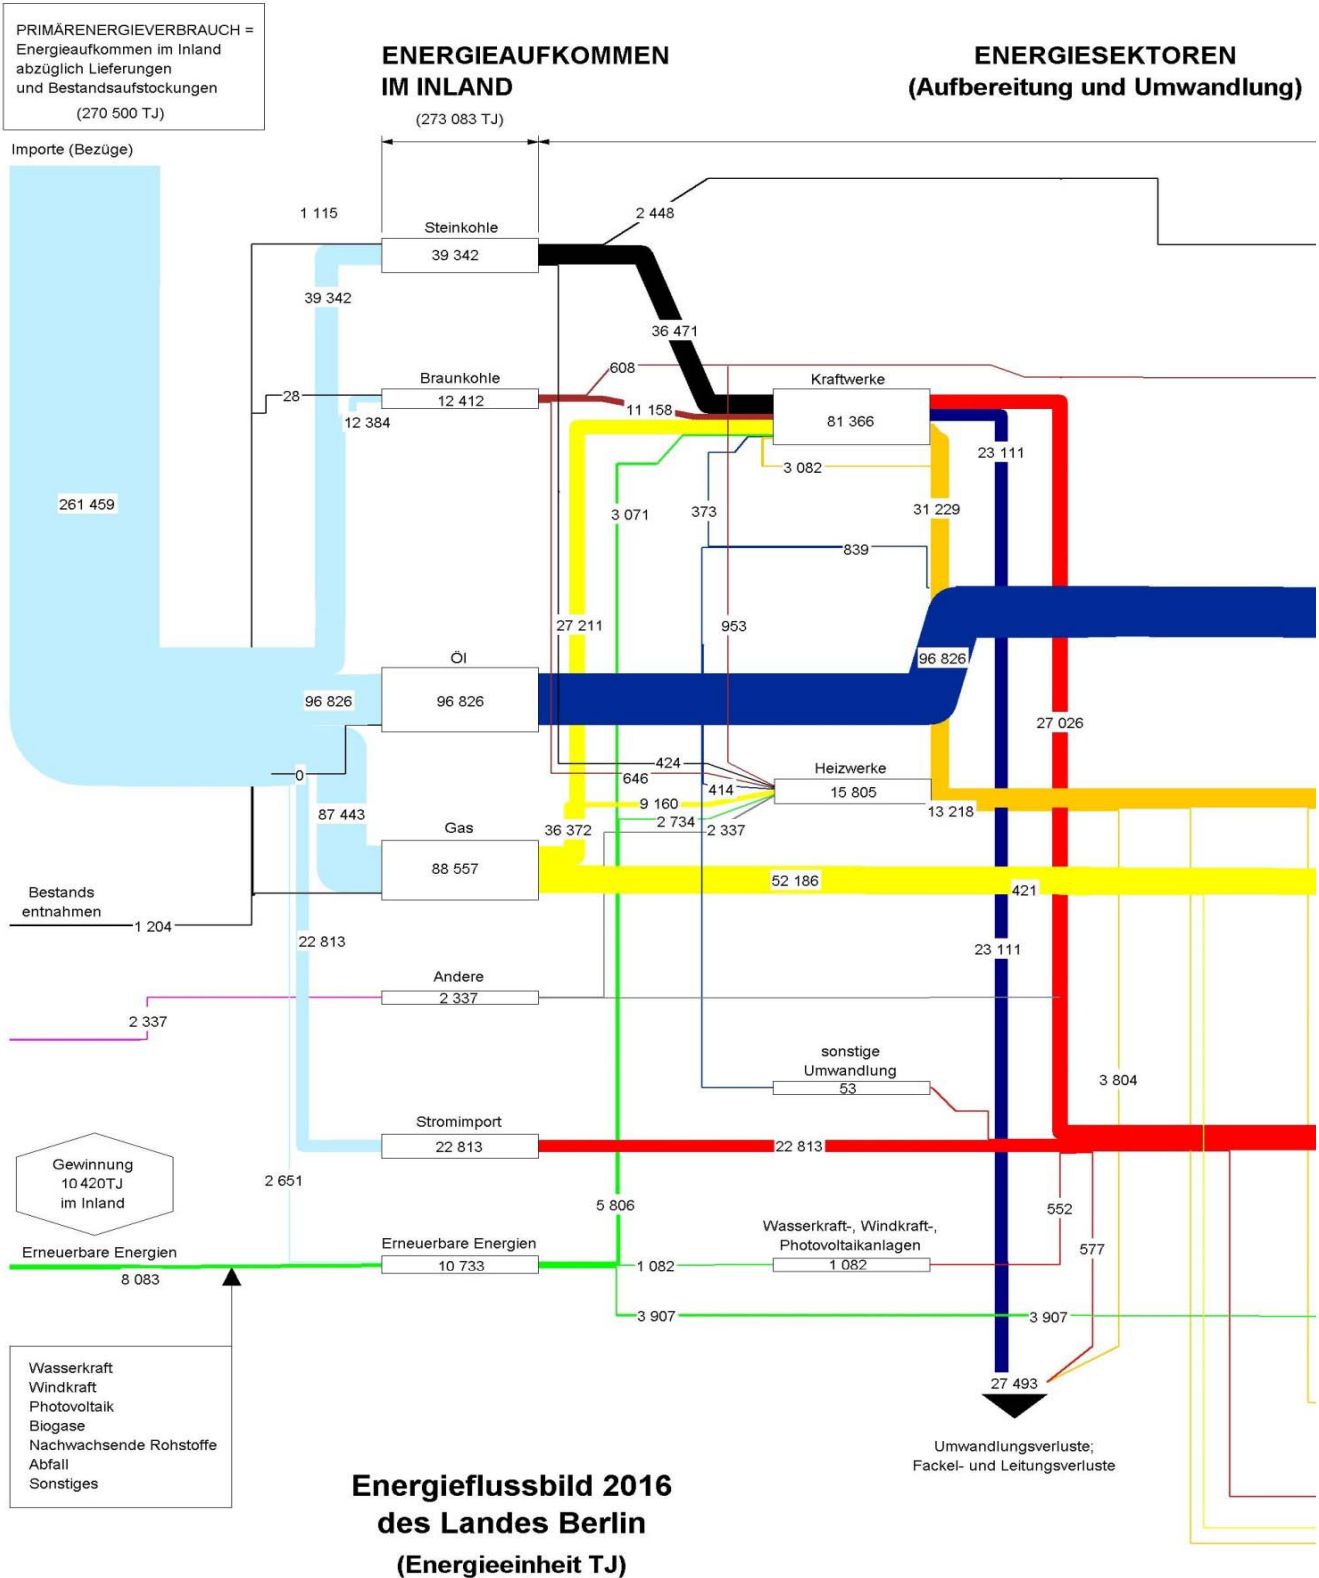 PRIMÄRENERGIEVERBRAUCH =
Energieaufkommen im Inland
abzüglich Lieferungen
und Bestandsaufstockungen
(270 500 TJ)
ENERGIEAUFKOMMEN
IM INLAND
(273 083 TJ)
ENERGIESEKTOREN
(Aufbereitung und Umwandlung)
Importe (Bezüge)
1 115
Steinkohle
39 342
2 448
39 342
36 471
608
28
Braunkohle
12 412
12 384
11 158
Kraftwerke
81 366
23 111
3 082
261 459
3 071
373
31 229
839
27 211
953
Öl
96 826
96 826
96 826
27 026
0
424
646
414
Heizwerke
15 805
87 443
9 160
13 218
36 372
2 734
2 337
Gas
88 557
52 186
421
Bestands
entnahmen
1 204
22 813
23 111
Andere
2 337
2 337
sonstige
Umwandlung
53
3 804
Stromimport
22 813
22 813
Gewinnung
10 420TJ
im Inland
2 651
5 806
552
Wasserkraft-, Windkraft-,
Photovoltaikanlagen
1 082
577
Erneuerbare Energien
8 083
Erneuerbare Energien
10 733
1 082
3 907
3 907
Wasserkraft
Windkraft
Photovoltaik
Biogase
Nachwachsende Rohstoffe
Abfall
Sonstiges
27 493
Umwandlungsverluste;
Fackel- und Leitungsverluste
Energieflussbild 2016
des Landes Berlin
(Energieeinheit TJ)